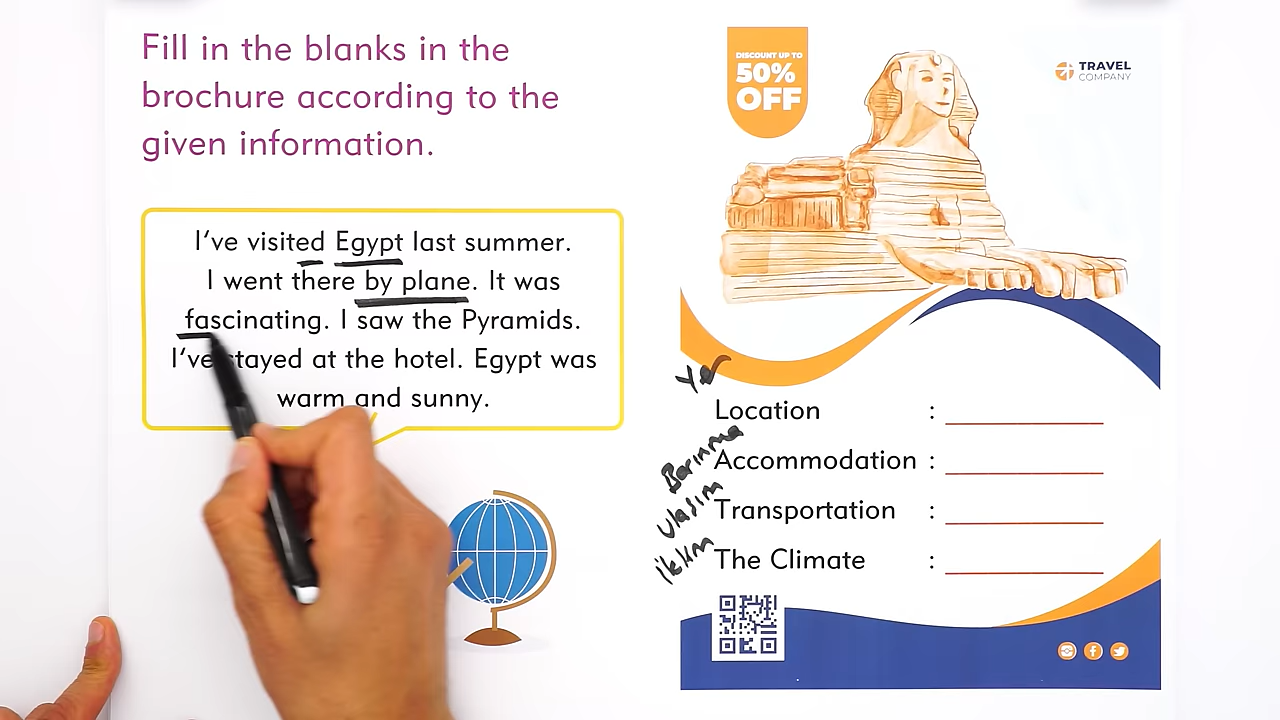 Fill in the blanks in the
brochure according to the
given information.
I've visited Egypt last summer.
I went there by plane. It was
fascinating. I saw the Pyramids.
I've stayed at the hotel. Egypt was
warm and sunny.
DISCOUNT UP TO
50%
OFF
TRAVEL
COMPANY
Yer
Location :
Barınma
Accommodation :
Ulaşım
Transportation :
İklim
The Climate :